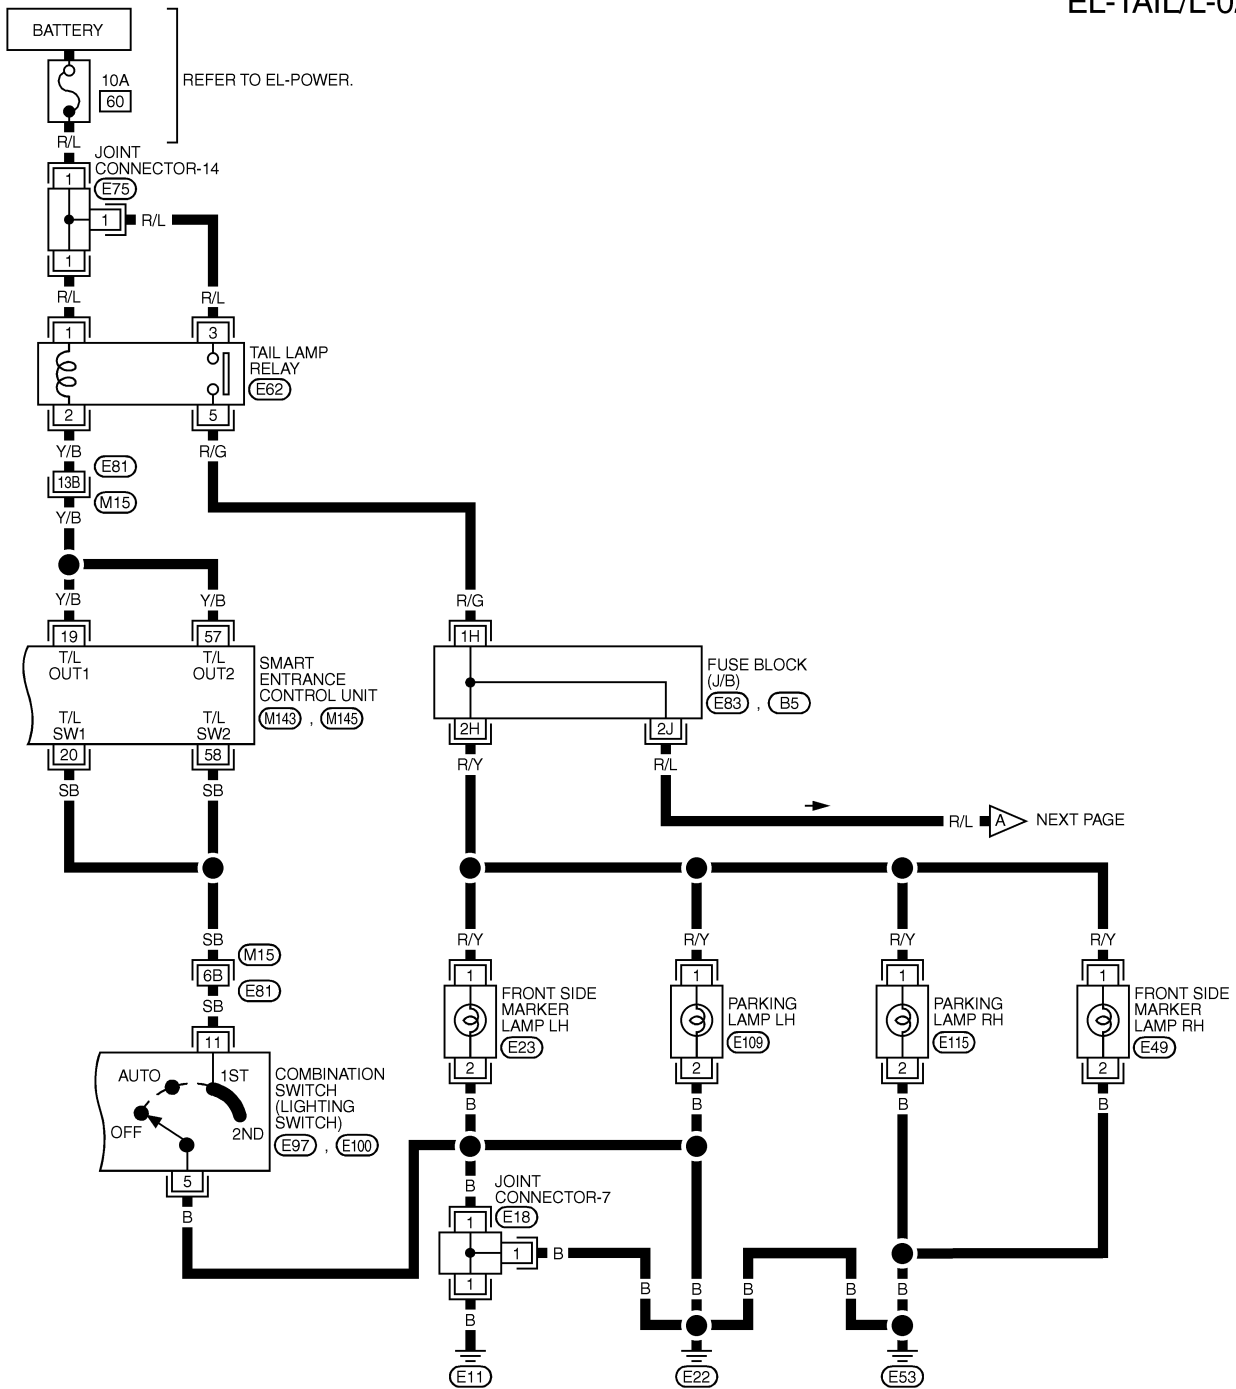 EL-TAIL/L-02
BATTERY
10A
60
REFER TO EL-POWER.
R/L
JOINT
CONNECTOR-14
E75
1
1
R/L
1
R/L
R/L
1
3
TAIL LAMP
RELAY
E62
2
5
Y/B
R/G
E81
13B
M15
Y/B
Y/B
Y/B
R/G
19
57
1H
T/L
OUT1
T/L
OUT2
SMART
ENTRANCE
CONTROL UNIT
M143 , M145
T/L
SW1
T/L
SW2
20
58
FUSE BLOCK
(J/B)
E83 , B5
2H
2J
SB
SB
R/Y
R/L
R/L
A
NEXT PAGE
SB
M15
6B
E81
SB
11
R/Y
R/Y
R/Y
R/Y
1
1
1
1
FRONT SIDE
MARKER
LAMP LH
E23
PARKING
LAMP LH
E109
PARKING
LAMP RH
E115
FRONT SIDE
MARKER
LAMP RH
E49
2
2
2
2
B
B
B
B
AUTO
1ST
OFF
2ND
COMBINATION
SWITCH
(LIGHTING
SWITCH)
E97 , E100
5
B
B
JOINT
CONNECTOR-7
E18
1
1
B
1
B
B
B
B
B
B
E11
E22
E53